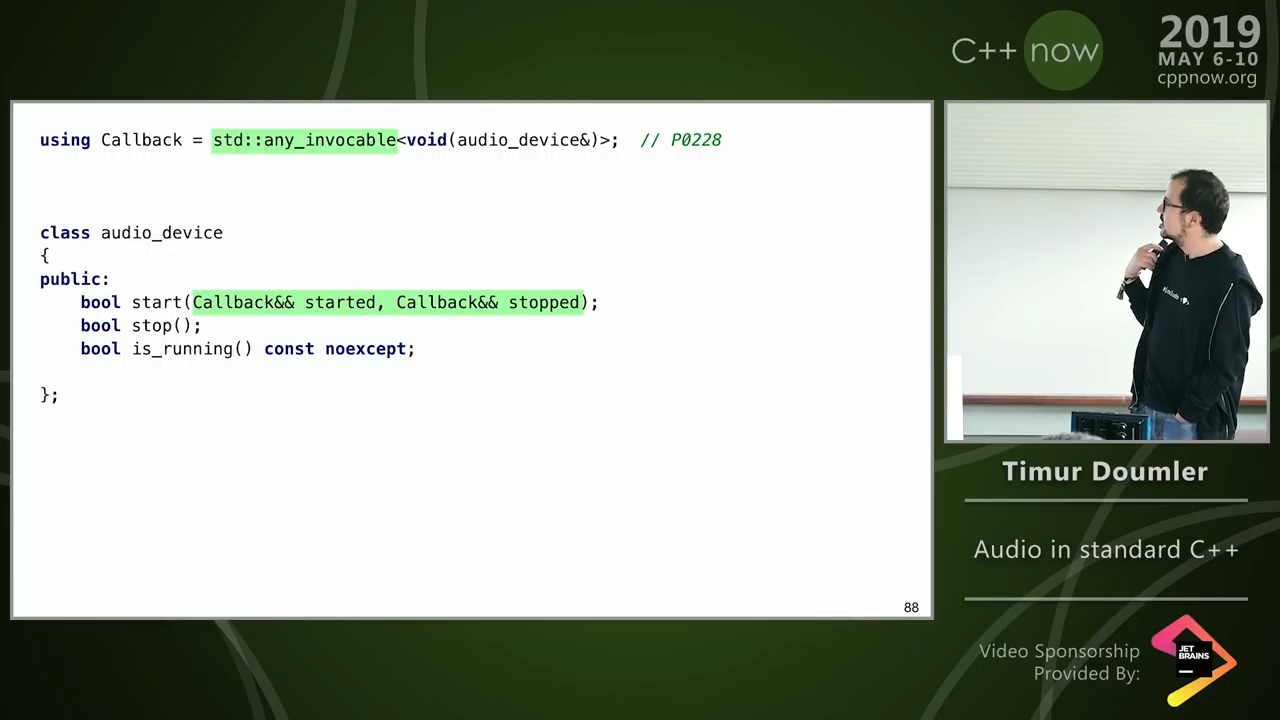 C++ now
2019
MAY 6-10
cppnow.org
using Callback = std::any_invocable<void(audio_device&)>;  // P0228
class audio_device
{
public:
    bool start(Callback&& started, Callback&& stopped);
    bool stop();
    bool is_running() const noexcept;
};
88
Timur Doumler
Audio in standard C++
Video Sponsorship
Provided By:
JET
BRAINS